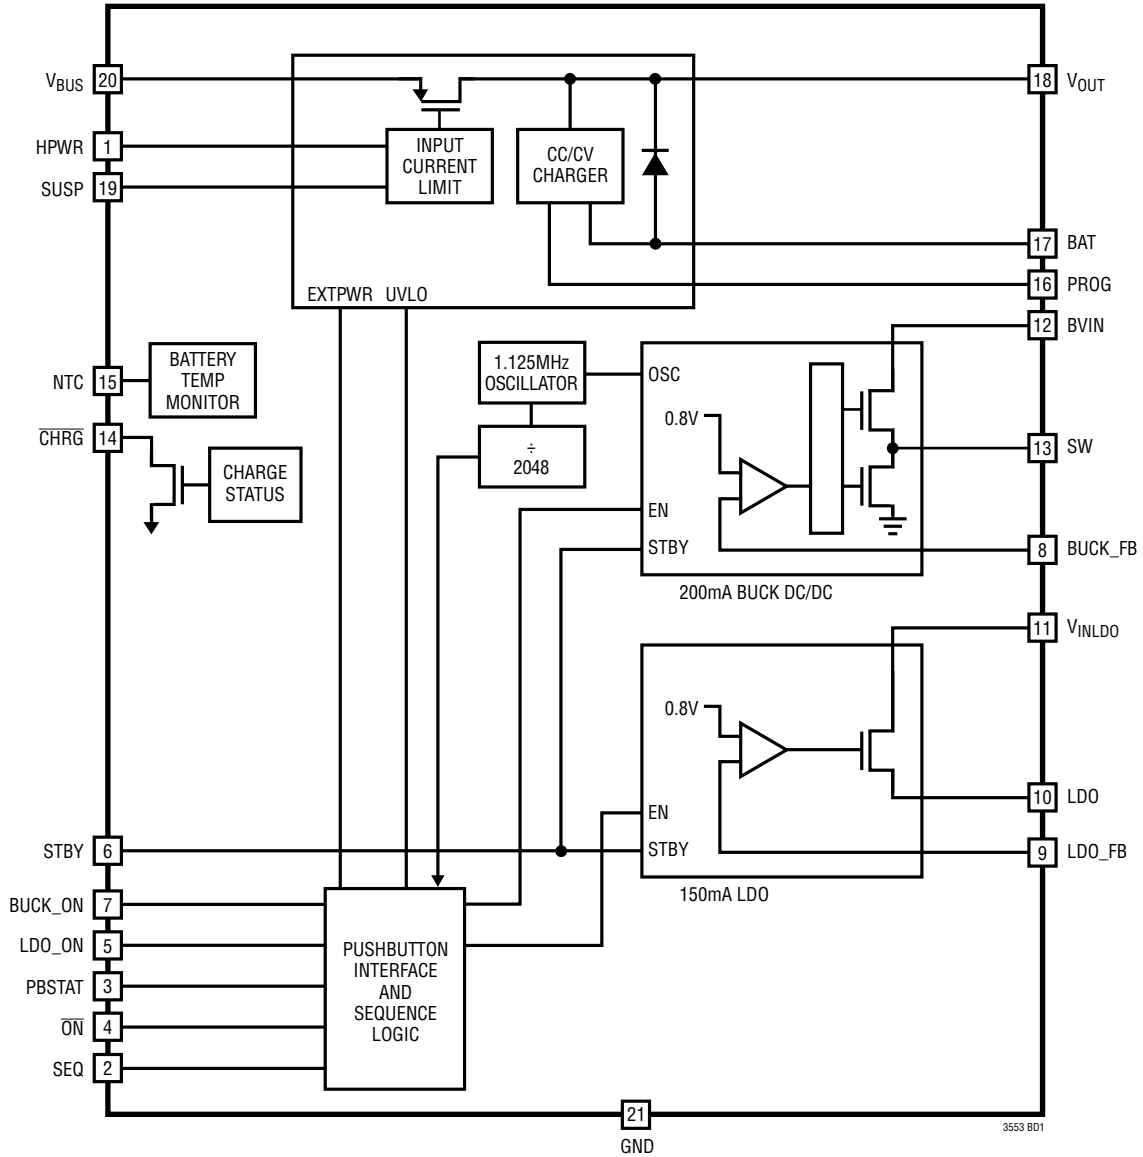 VBUS 20
18 VOUT
HPWR 1
SUSP 19
INPUT
CURRENT
LIMIT
CC/CV
CHARGER
17 BAT
16 PROG
EXTPWR UVLO
12 BVIN
NTC 15
BATTERY
TEMP
MONITOR
1.125MHz
OSCILLATOR
OSC
0.8V
CHRG 14
CHARGE
STATUS
÷
2048
13 SW
EN
STBY
8 BUCK_FB
200mA BUCK DC/DC
11 VINLDO
0.8V
10 LDO
EN
STBY
9 LDO_FB
150mA LDO
STBY 6
BUCK_ON 7
LDO_ON 5
PBSTAT 3
ON 4
SEQ 2
PUSHBUTTON
INTERFACE
AND
SEQUENCE
LOGIC
21
GND
3553 BD1